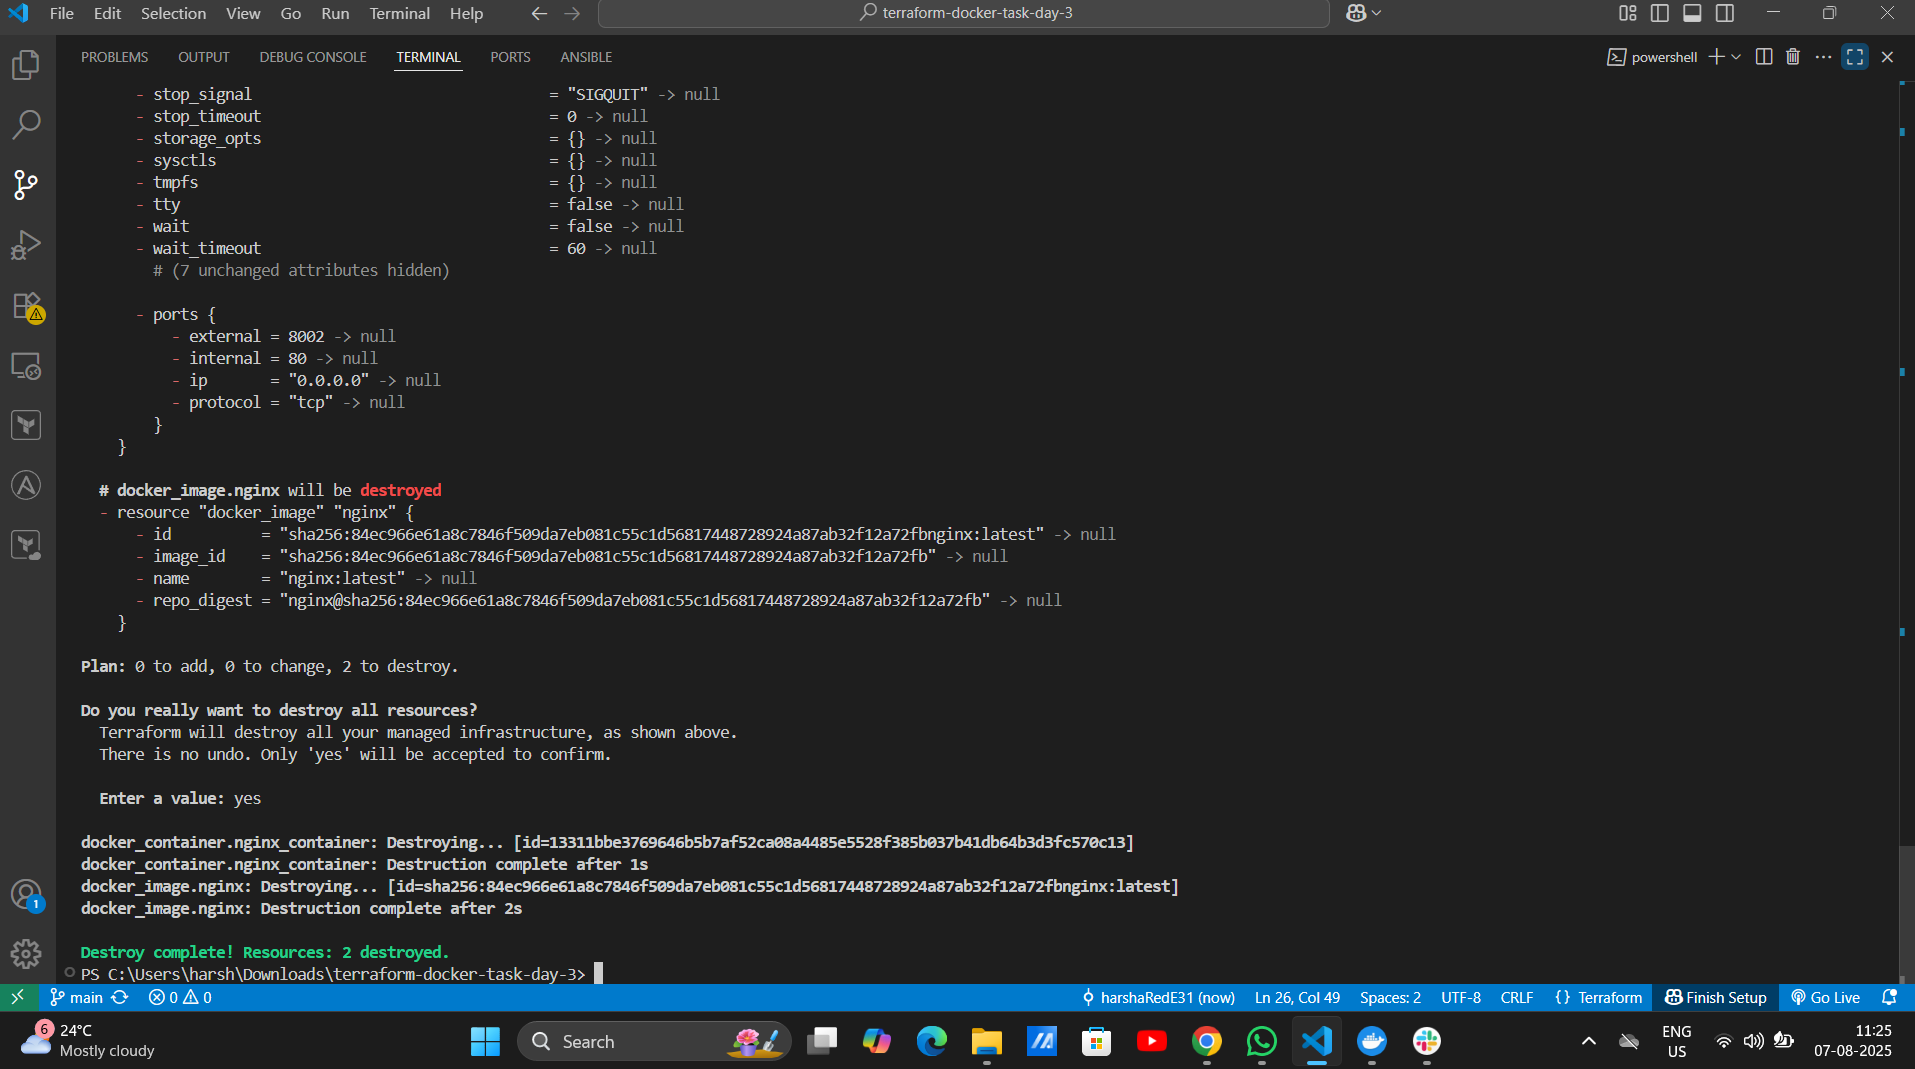 File Edit Selection View Go Run Terminal Help
terraform-docker-task-day-3
PROBLEMS OUTPUT DEBUG CONSOLE TERMINAL PORTS ANSIBLE
powershell
- stop_signal = "SIGQUIT" -> null
- stop_timeout = 0 -> null
- storage_opts = {} -> null
- sysctls = {} -> null
- tmpfs = {} -> null
- tty = false -> null
- wait = false -> null
- wait_timeout = 60 -> null
# (7 unchanged attributes hidden)
- ports {
- external = 8002 -> null
- internal = 80 -> null
- ip = "0.0.0.0" -> null
- protocol = "tcp" -> null
}
}
# docker_image.nginx will be destroyed
- resource "docker_image" "nginx" {
- id = "sha256:84ec966e61a8c7846f509da7eb081c55c1d56817448728924a87ab32f12a72fbnginx:latest" -> null
- image_id = "sha256:84ec966e61a8c7846f509da7eb081c55c1d56817448728924a87ab32f12a72fb" -> null
- name = "nginx:latest" -> null
- repo_digest = "nginx@sha256:84ec966e61a8c7846f509da7eb081c55c1d56817448728924a87ab32f12a72fb" -> null
}
Plan: 0 to add, 0 to change, 2 to destroy.
Do you really want to destroy all resources?
Terraform will destroy all your managed infrastructure, as shown above.
There is no undo. Only 'yes' will be accepted to confirm.
Enter a value: yes
docker_container.nginx_container: Destroying... [id=13311bbe3769646b5b7af52ca08a4485e5528f385b037b41db64b3d3fc570c13]
docker_container.nginx_container: Destruction complete after 1s
docker_image.nginx: Destroying... [id=sha256:84ec966e61a8c7846f509da7eb081c55c1d56817448728924a87ab32f12a72fbnginx:latest]
docker_image.nginx: Destruction complete after 2s
Destroy complete! Resources: 2 destroyed.
PS C:\Users\harsh\Downloads\terraform-docker-task-day-3>
1
main 0 0 harshaRedE31 (now) Ln 26, Col 49 Spaces: 2 UTF-8 CRLF {} Terraform Finish Setup Go Live
6
24°C
Mostly cloudy
Search
ENG
US
11:25
07-08-2025